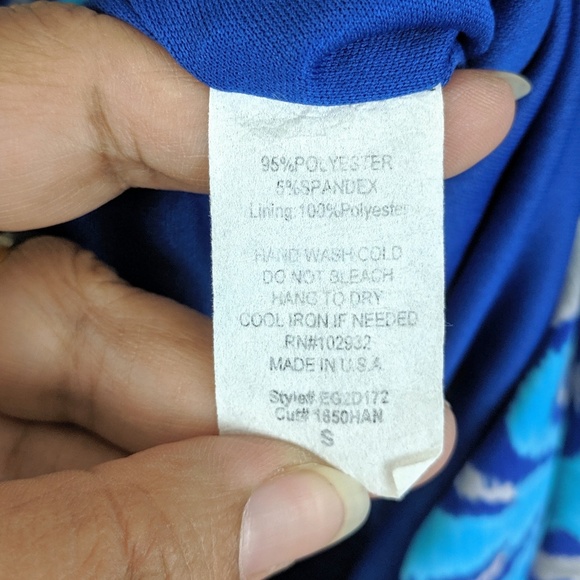 95%POLYESTER
5%SPANDEX
Lining:100%Polyester
HAND WASH COLD
DO NOT BLEACH
HANG TO DRY
COOL IRON IF NEEDED
RN#102932
MADE IN U.S.A
Style# EG2D172
Cut# 1650HAN
S